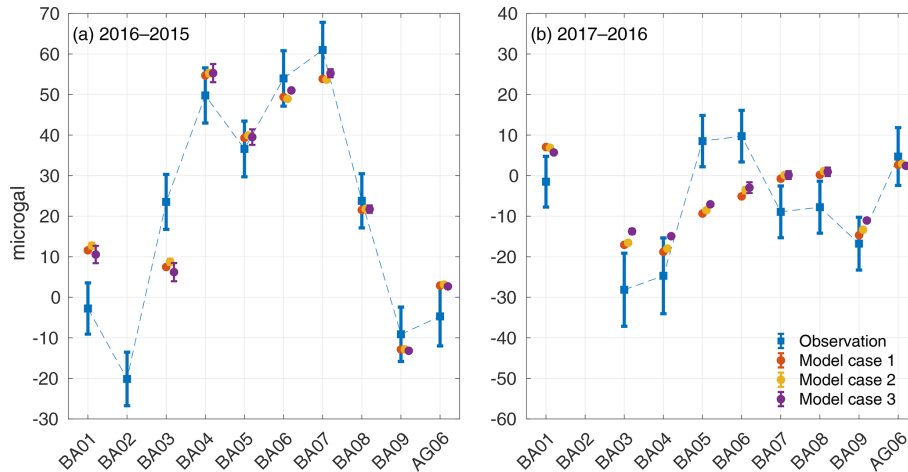 (a) 2016–2015
microgal
70
60
50
40
30
20
10
0
-10
-20
-30
BA01 BA02 BA03 BA04 BA05 BA06 BA07 BA08 BA09 AG06
(b) 2017–2016
40
30
20
10
0
-10
-20
-30
-40
-50
-60
BA01 BA02 BA03 BA04 BA05 BA06 BA07 BA08 BA09 AG06
Observation
Model case 1
Model case 2
Model case 3